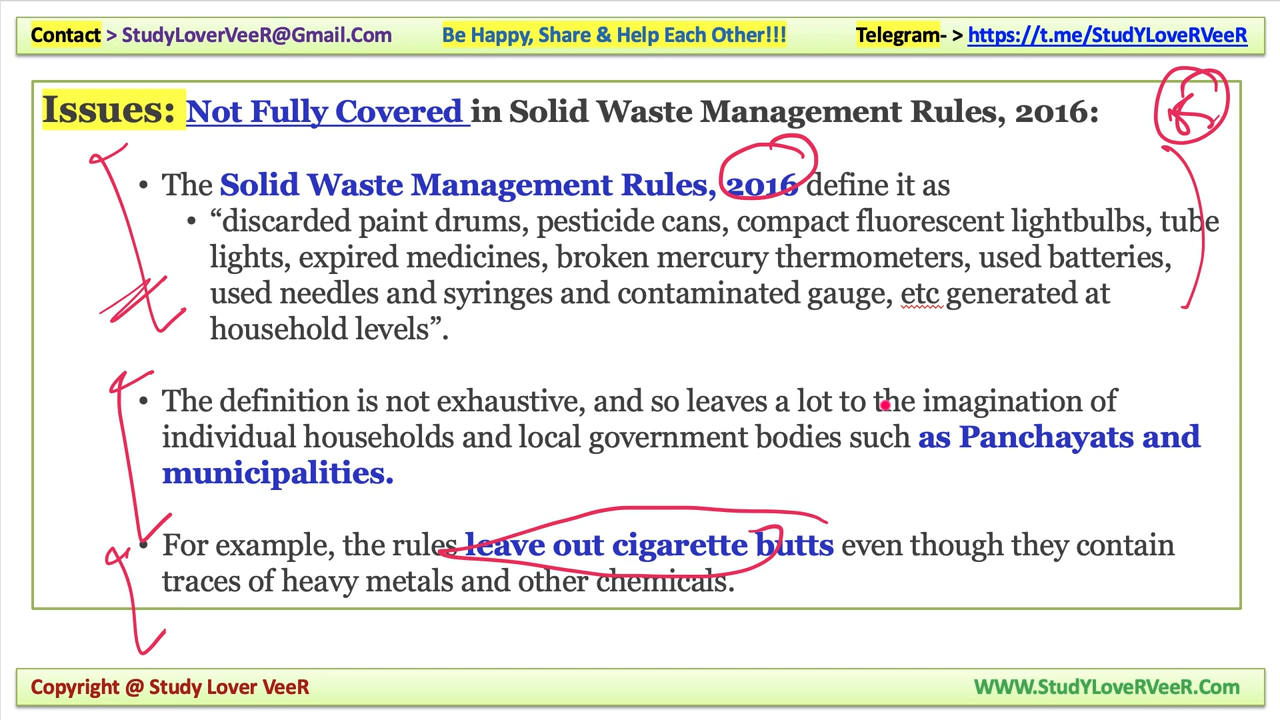 Contact > StudyLoverVeeR@Gmail.Com Be Happy, Share & Help Each Other!!! Telegram- > https://t.me/StudYLoveRVeeR
Issues: Not Fully Covered in Solid Waste Management Rules, 2016:
• The Solid Waste Management Rules, 2016 define it as
• “discarded paint drums, pesticide cans, compact fluorescent lightbulbs, tube
lights, expired medicines, broken mercury thermometers, used batteries,
used needles and syringes and contaminated gauge, etc generated at
household levels”.
• The definition is not exhaustive, and so leaves a lot to the imagination of
individual households and local government bodies such as Panchayats and
municipalities.
• For example, the rules leave out cigarette butts even though they contain
traces of heavy metals and other chemicals.
Copyright @ Study Lover VeeR WWW.StudYLoveRVeeR.Com